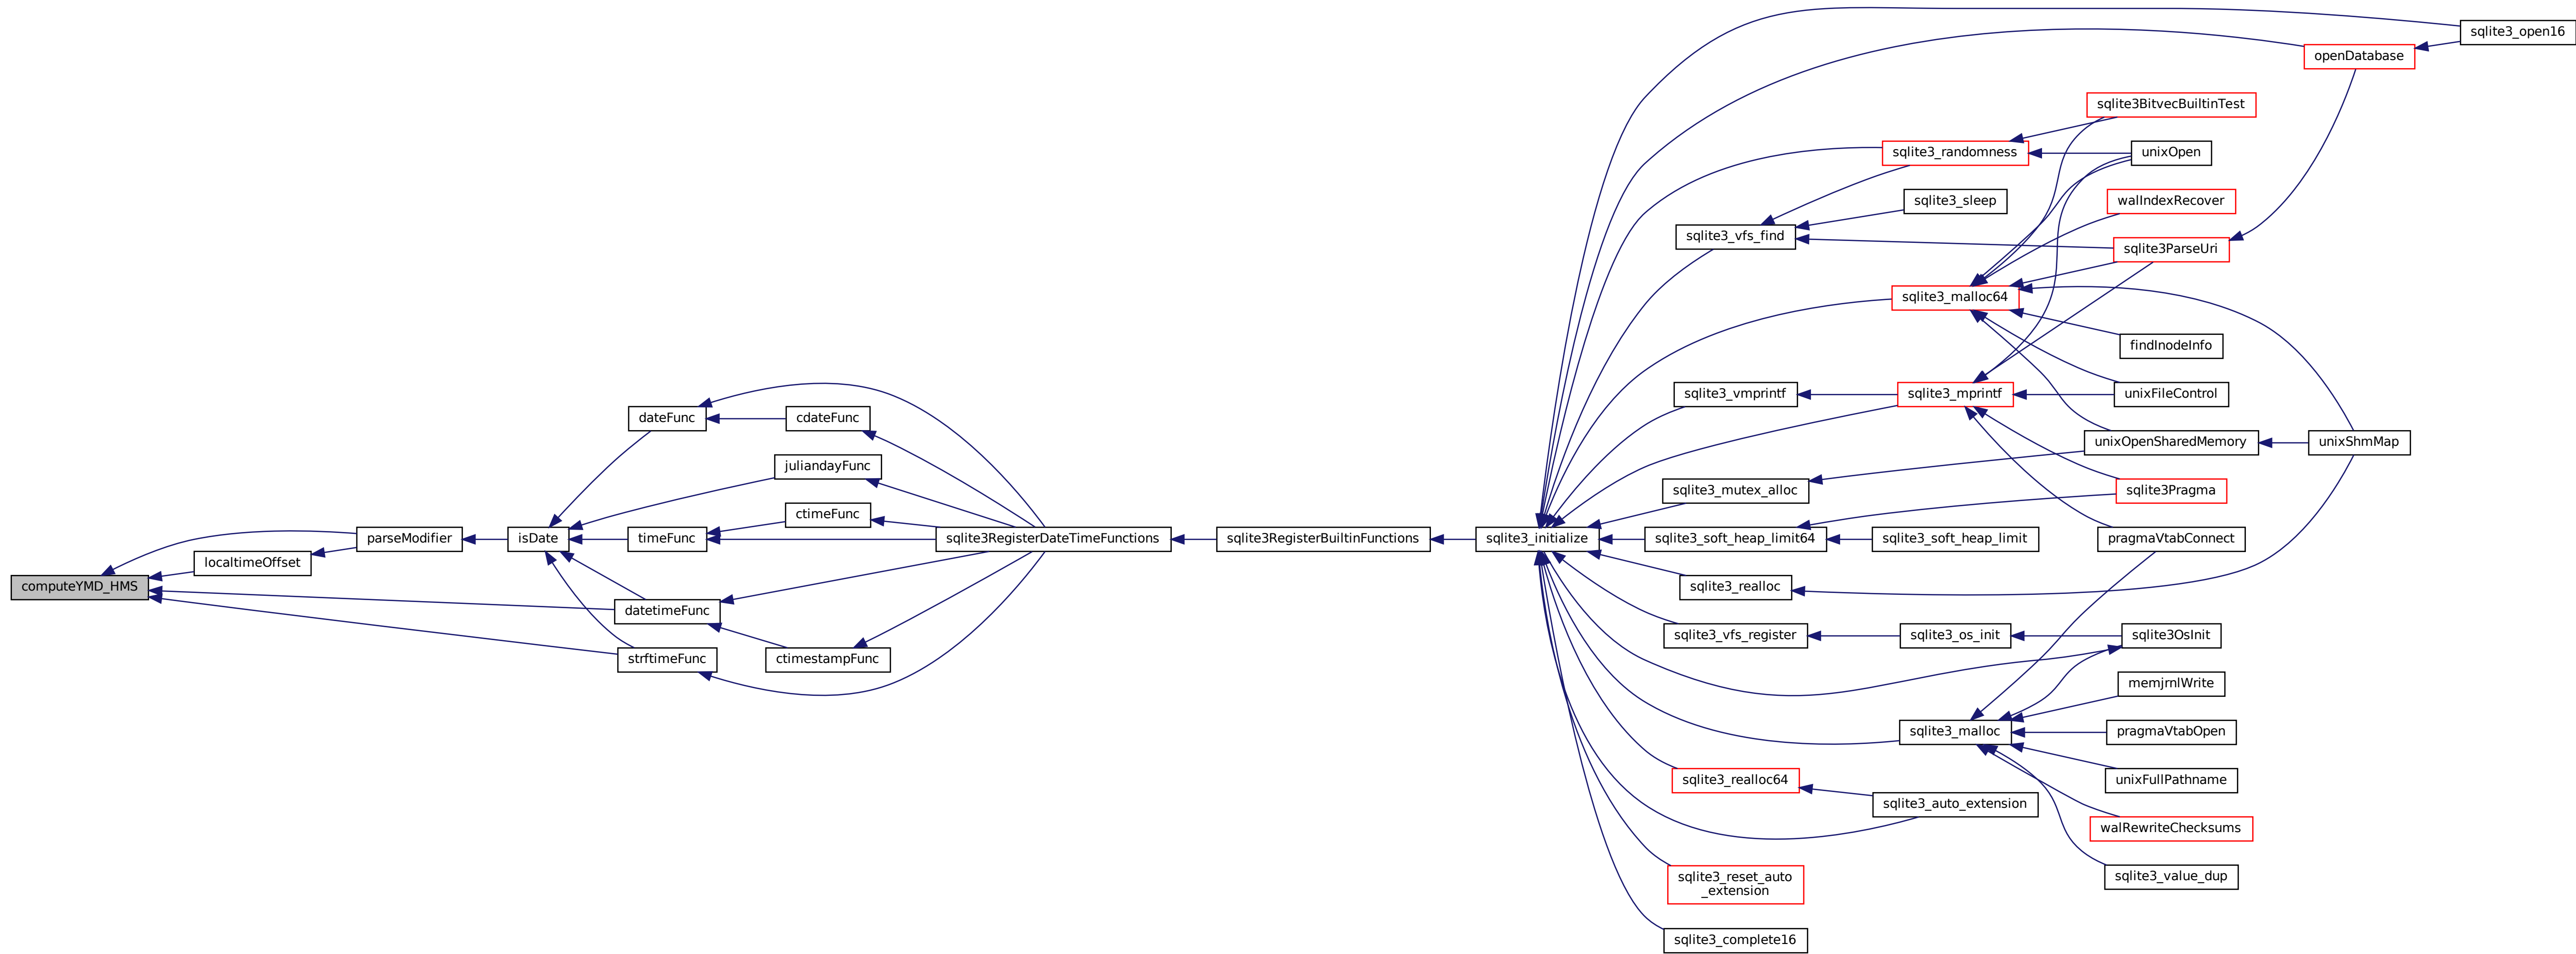 sqlite3_open16
openDatabase
sqlite3BitvecBuiltinTest
sqlite3_randomness
unixOpen
sqlite3_sleep
walIndexRecover
sqlite3_vfs_find
sqlite3ParseUri
sqlite3_malloc64
findInodeInfo
sqlite3_vmprintf
sqlite3_mprintf
unixFileControl
dateFunc
cdateFunc
unixOpenSharedMemory
unixShmMap
juliandayFunc
sqlite3_mutex_alloc
sqlite3Pragma
ctimeFunc
parseModifier
isDate
timeFunc
sqlite3RegisterDateTimeFunctions
sqlite3RegisterBuiltinFunctions
sqlite3_initialize
sqlite3_soft_heap_limit64
sqlite3_soft_heap_limit
pragmaVtabConnect
localtimeOffset
computeYMD_HMS
sqlite3_realloc
datetimeFunc
sqlite3_vfs_register
sqlite3_os_init
sqlite3OsInit
strftimeFunc
ctimestampFunc
memjrnlWrite
sqlite3_malloc
pragmaVtabOpen
sqlite3_realloc64
unixFullPathname
sqlite3_auto_extension
walRewriteChecksums
sqlite3_reset_auto
_extension
sqlite3_value_dup
sqlite3_complete16